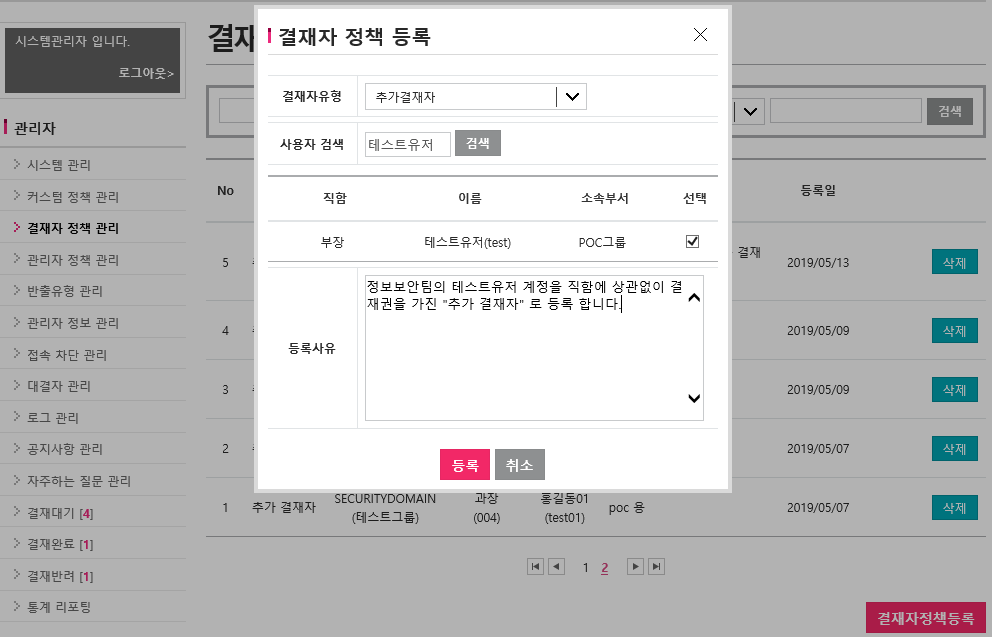 시스템관리자 입니다.
로그아웃>
관리자
시스템 관리
커스텀 정책 관리
결재자 정책 관리
관리자 정책 관리
반출유형 관리
관리자 정보 관리
접속 차단 관리
대결자 관리
로그 관리
공지사항 관리
자주하는 질문 관리
결재대기 [4]
결재완료 [1]
결재반려 [1]
통계 리포팅
결재
검색
No 등록일
5 결재 2019/05/13 삭제
4 2019/05/09 삭제
3 2019/05/09 삭제
2 2019/05/07 삭제
1 추가 결재자 SECURITYDOMAIN (테스트그룹) 과장 (004) 홍길동01 (test01) poc 용 2019/05/07 삭제
1 2
결재자정책등록
결재자 정책 등록
결재자유형 추가결재자
사용자 검색 테스트유저 검색
직함 이름 소속부서 선택
부장 테스트유저(test) POC그룹
등록사유
정보보안팀의 테스트유저 계정을 직함에 상관없이 결
재권을 가진 "추가 결재자" 로 등록 합니다.
등록 취소